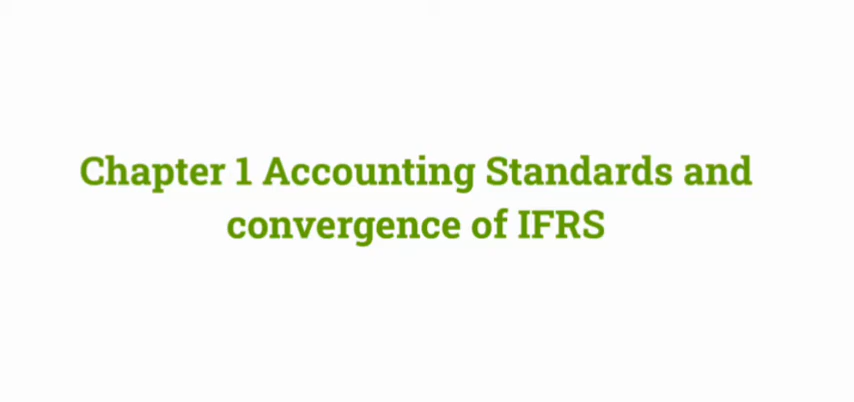 Chapter 1 Accounting Standards and
convergence of IFRS